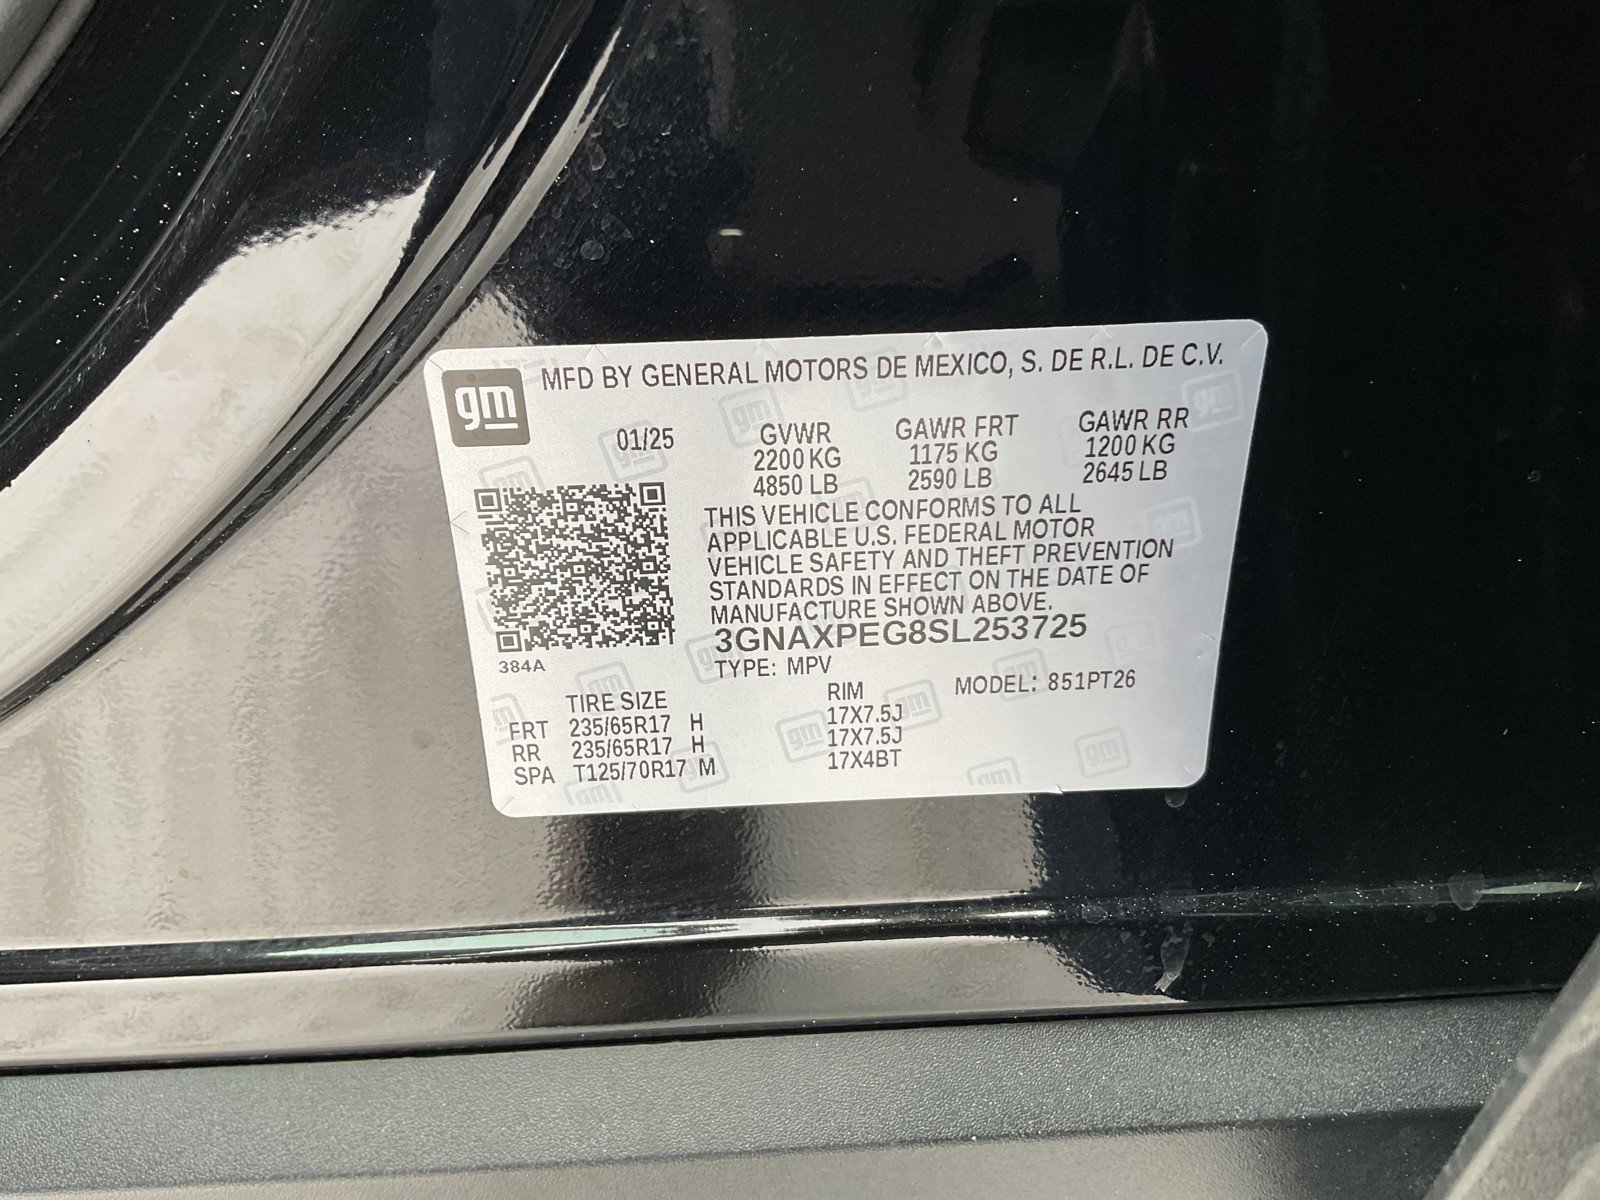 gm
MFD BY GENERAL MOTORS DE MEXICO, S. DE R.L. DE C.V.
01/25
GVWR GAWR FRT GAWR RR
2200 KG 1175 KG 1200 KG
4850 LB 2590 LB 2645 LB
THIS VEHICLE CONFORMS TO ALL
APPLICABLE U.S. FEDERAL MOTOR
VEHICLE SAFETY AND THEFT PREVENTION
STANDARDS IN EFFECT ON THE DATE OF
MANUFACTURE SHOWN ABOVE.
3GNAXPEG8SL253725
384A
TYPE: MPV
MODEL: 851PT26
TIRE SIZE RIM
FRT 235/65R17 H 17X7.5J
RR 235/65R17 H 17X7.5J
SPA T125/70R17 M 17X4BT